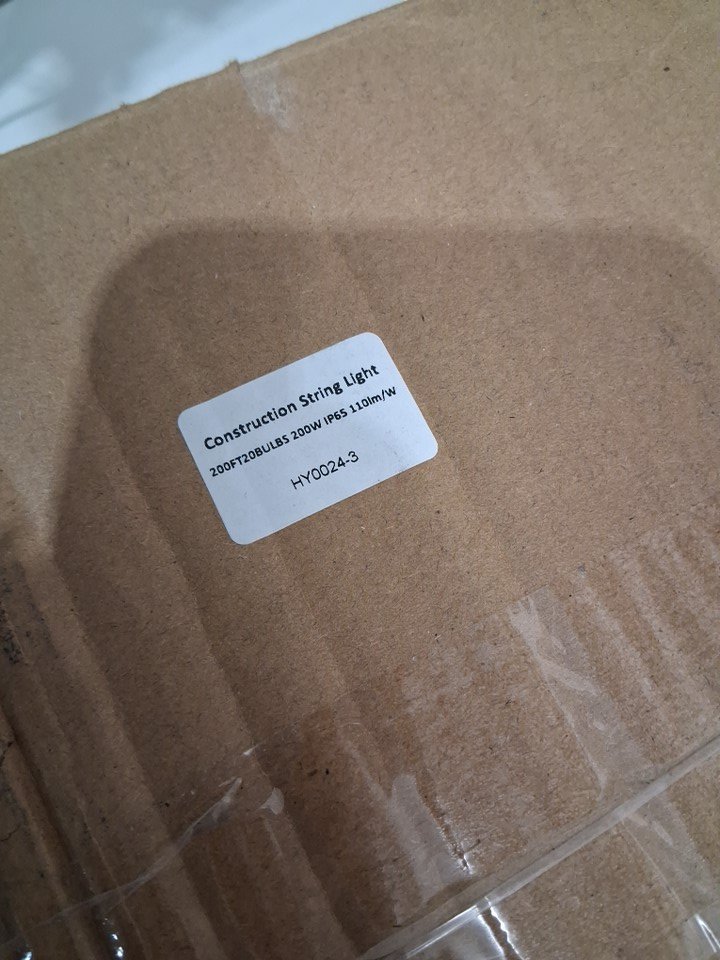 Construction String Light
200FT20BULBS 200W IP65 110lm/W
HY0024-3